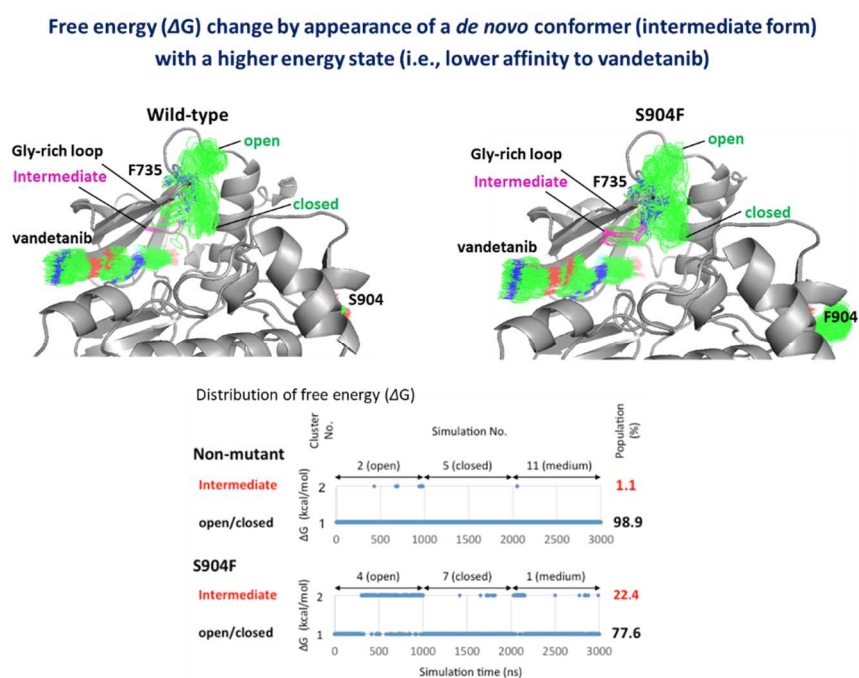 Free energy (ΔG) change by appearance of a de novo conformer (intermediate form)
with a higher energy state (i.e., lower affinity to vandetanib)
Wild-type
open
Gly-rich loop
F735
Intermediate
closed
vandetanib
S904
S904F
open
Gly-rich loop
F735
Intermediate
closed
vandetanib
F904
Distribution of free energy (ΔG)
Cluster No.
Simulation No.
Population (%)
Non-mutant
2 (open) 5 (closed) 11 (medium)
Intermediate 2 1.1
ΔG (kcal/mol)
open/closed 1 98.9
0 500 1000 1500 2000 2500 3000
S904F
4 (open) 7 (closed) 1 (medium)
Intermediate 2 22.4
ΔG (kcal/mol)
open/closed 1 77.6
0 500 1000 1500 2000 2500 3000
Simulation time (ns)